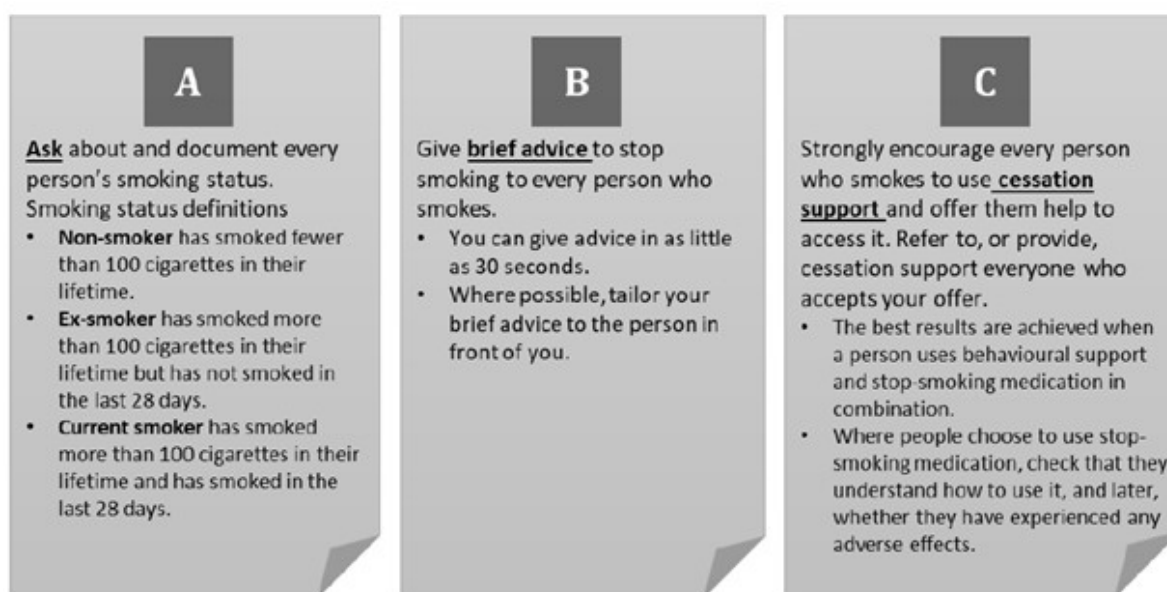 A
Ask about and document every
person's smoking status.
Smoking status definitions
• Non-smoker has smoked fewer
than 100 cigarettes in their
lifetime.
• Ex-smoker has smoked more
than 100 cigarettes in their
lifetime but has not smoked in
the last 28 days.
• Current smoker has smoked
more than 100 cigarettes in their
lifetime and has smoked in the
last 28 days.
B
Give brief advice to stop
smoking to every person who
smokes.
• You can give advice in as little
as 30 seconds.
• Where possible, tailor your
brief advice to the person in
front of you.
C
Strongly encourage every person
who smokes to use cessation
support and offer them help to
access it. Refer to, or provide,
cessation support everyone who
accepts your offer.
• The best results are achieved when
a person uses behavioural support
and stop-smoking medication in
combination.
• Where people choose to use stop-
smoking medication, check that they
understand how to use it, and later,
whether they have experienced any
adverse effects.